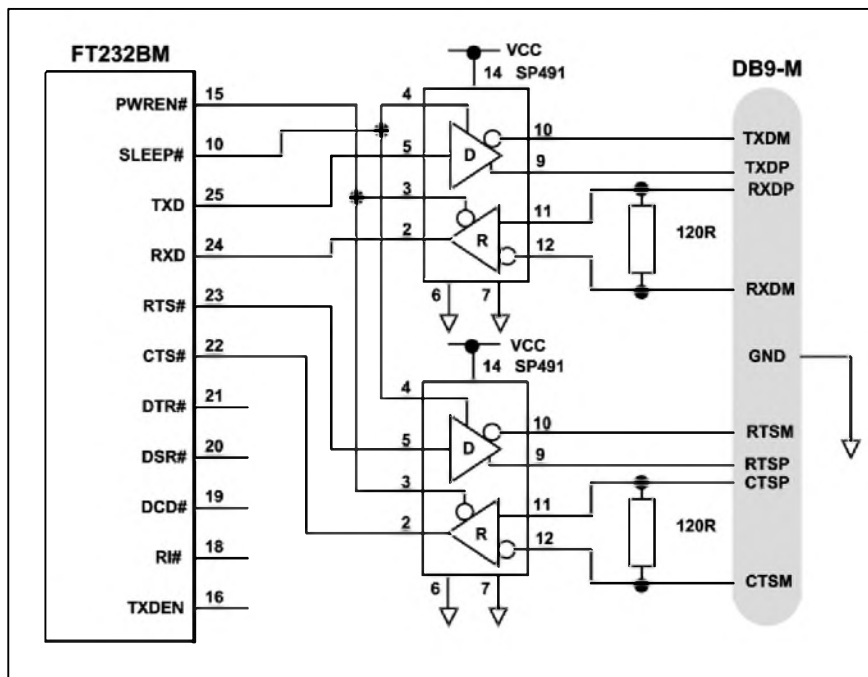 FT232BM
PWREN#
15
SLEEP#
10
TXD
25
RXD
24
RTS#
23
CTS#
22
DTR#
21
DSR#
20
DCD#
19
RI#
18
TXDEN
16
VCC
14 SP491
4
5
D
10
9
3
2
R
11
12
6
7
120R
VCC
14 SP491
4
5
D
10
9
3
2
R
11
12
6
7
120R
DB9-M
TXDM
TXDP
RXDP
RXDM
GND
RTSM
RTSP
CTSP
CTSM